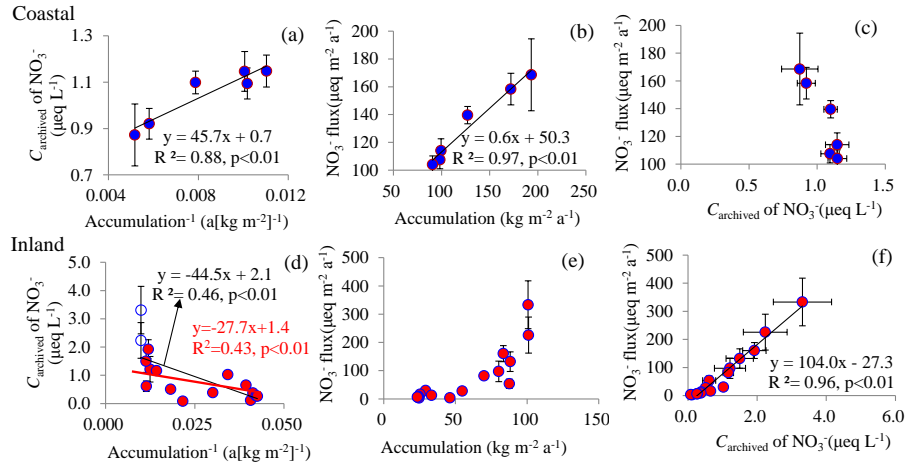 Coastal
(a)
C archived of NO₃⁻
(µeq L⁻¹)
1.3
1.1
0.9
0.7
y = 45.7x + 0.7
R ²= 0.88, p<0.01
0.004
0.008
0.012
Accumulation⁻¹ (a[kg m⁻²]⁻¹)
(b)
NO₃⁻ flux(µeq m⁻² a⁻¹)
200
180
160
140
120
100
y = 0.6x + 50.3
R ²= 0.97, p<0.01
50
100
150
200
250
Accumulation (kg m⁻² a⁻¹)
(c)
NO₃⁻ flux(µeq m⁻² a⁻¹)
200
180
160
140
120
100
0.0
0.5
1.0
1.5
C archived of NO₃⁻(µeq L⁻¹)
Inland
(d)
C archived of NO₃⁻
(µeq L⁻¹)
5.0
4.0
3.0
2.0
1.0
0.0
y = -44.5x + 2.1
R ²= 0.46, p<0.01
y=-27.7x+1.4
R²=0.43, p<0.01
0.000
0.025
0.050
Accumulation⁻¹ (a[kg m⁻²]⁻¹)
(e)
NO₃⁻ flux(µeq m⁻² a⁻¹)
500
400
300
200
100
0
0
50
100
150
Accumulation (kg m⁻² a⁻¹)
(f)
NO₃⁻ flux(µeq m⁻² a⁻¹)
500
400
300
200
100
0
y = 104.0x - 27.3
R ²= 0.96, p<0.01
0.0
2.0
4.0
6.0
C archived of NO₃⁻(µeq L⁻¹)